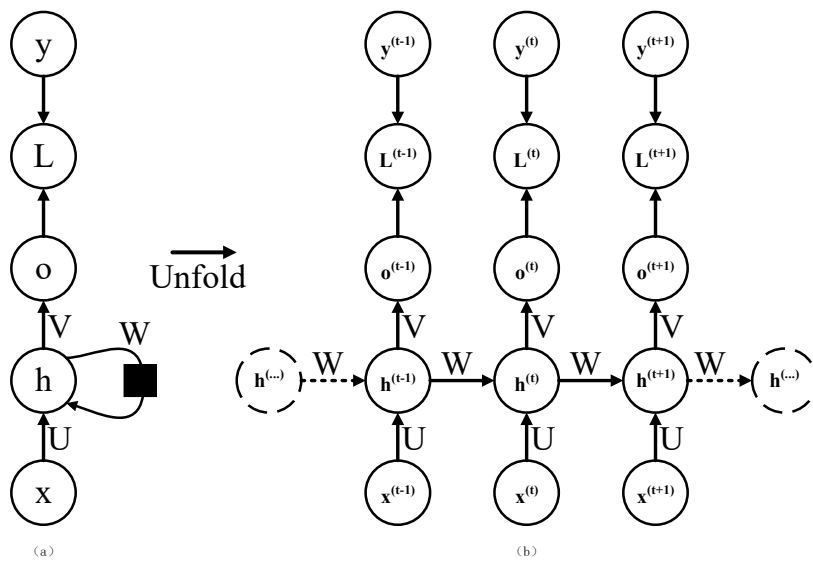 y
L
o
V
W
h
U
x
(a)
Unfold
y(t-1) y(t) y(t+1)
L(t-1) L(t) L(t+1)
o(t-1) o(t) o(t+1)
V V V
W W W W
h(...) h(t-1) h(t) h(t+1) h(...)
U U U
x(t-1) x(t) x(t+1)
(b)